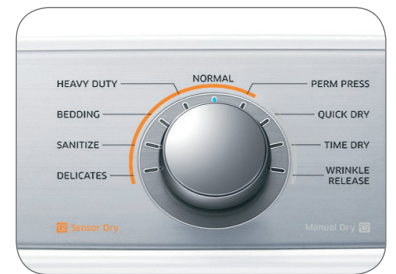 NORMAL
HEAVY DUTY
PERM PRESS
BEDDING
QUICK DRY
SANITIZE
TIME DRY
DELICATES
WRINKLE
RELEASE
Sensor Dry
Manual Dry